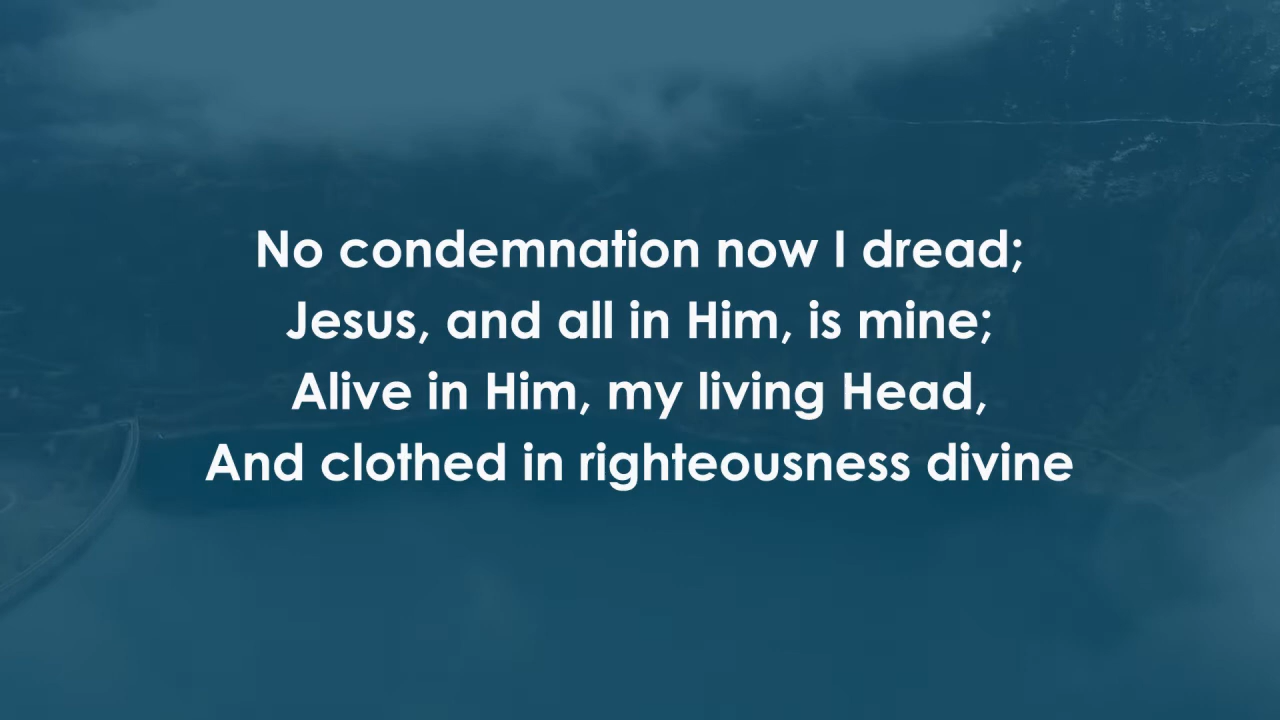 No condemnation now I dread;
Jesus, and all in Him, is mine;
Alive in Him, my living Head,
And clothed in righteousness divine